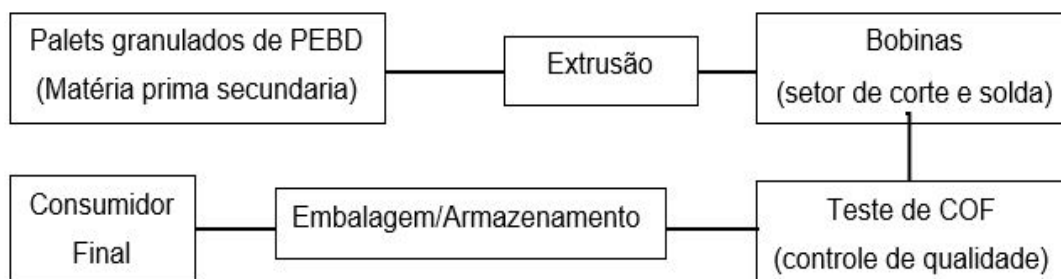 Palets granulados de PEBD
(Matéria prima secundaria)
Extrusão
Bobinas
(setor de corte e solda)
Teste de COF
(controle de qualidade)
Embalagem/Armazenamento
Consumidor
Final